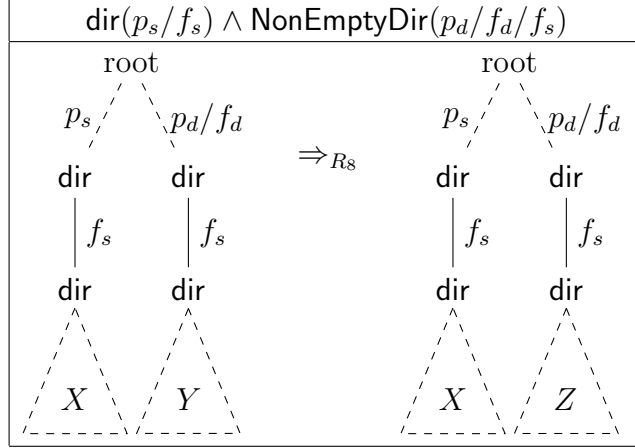 dir(p_s/f_s) ∧ NonEmptyDir(p_d/f_d/f_s)
root root
p_s p_d/f_d p_s p_d/f_d
⇒_{R8}
dir dir dir dir
f_s f_s f_s f_s
dir dir dir dir
X Y X Z